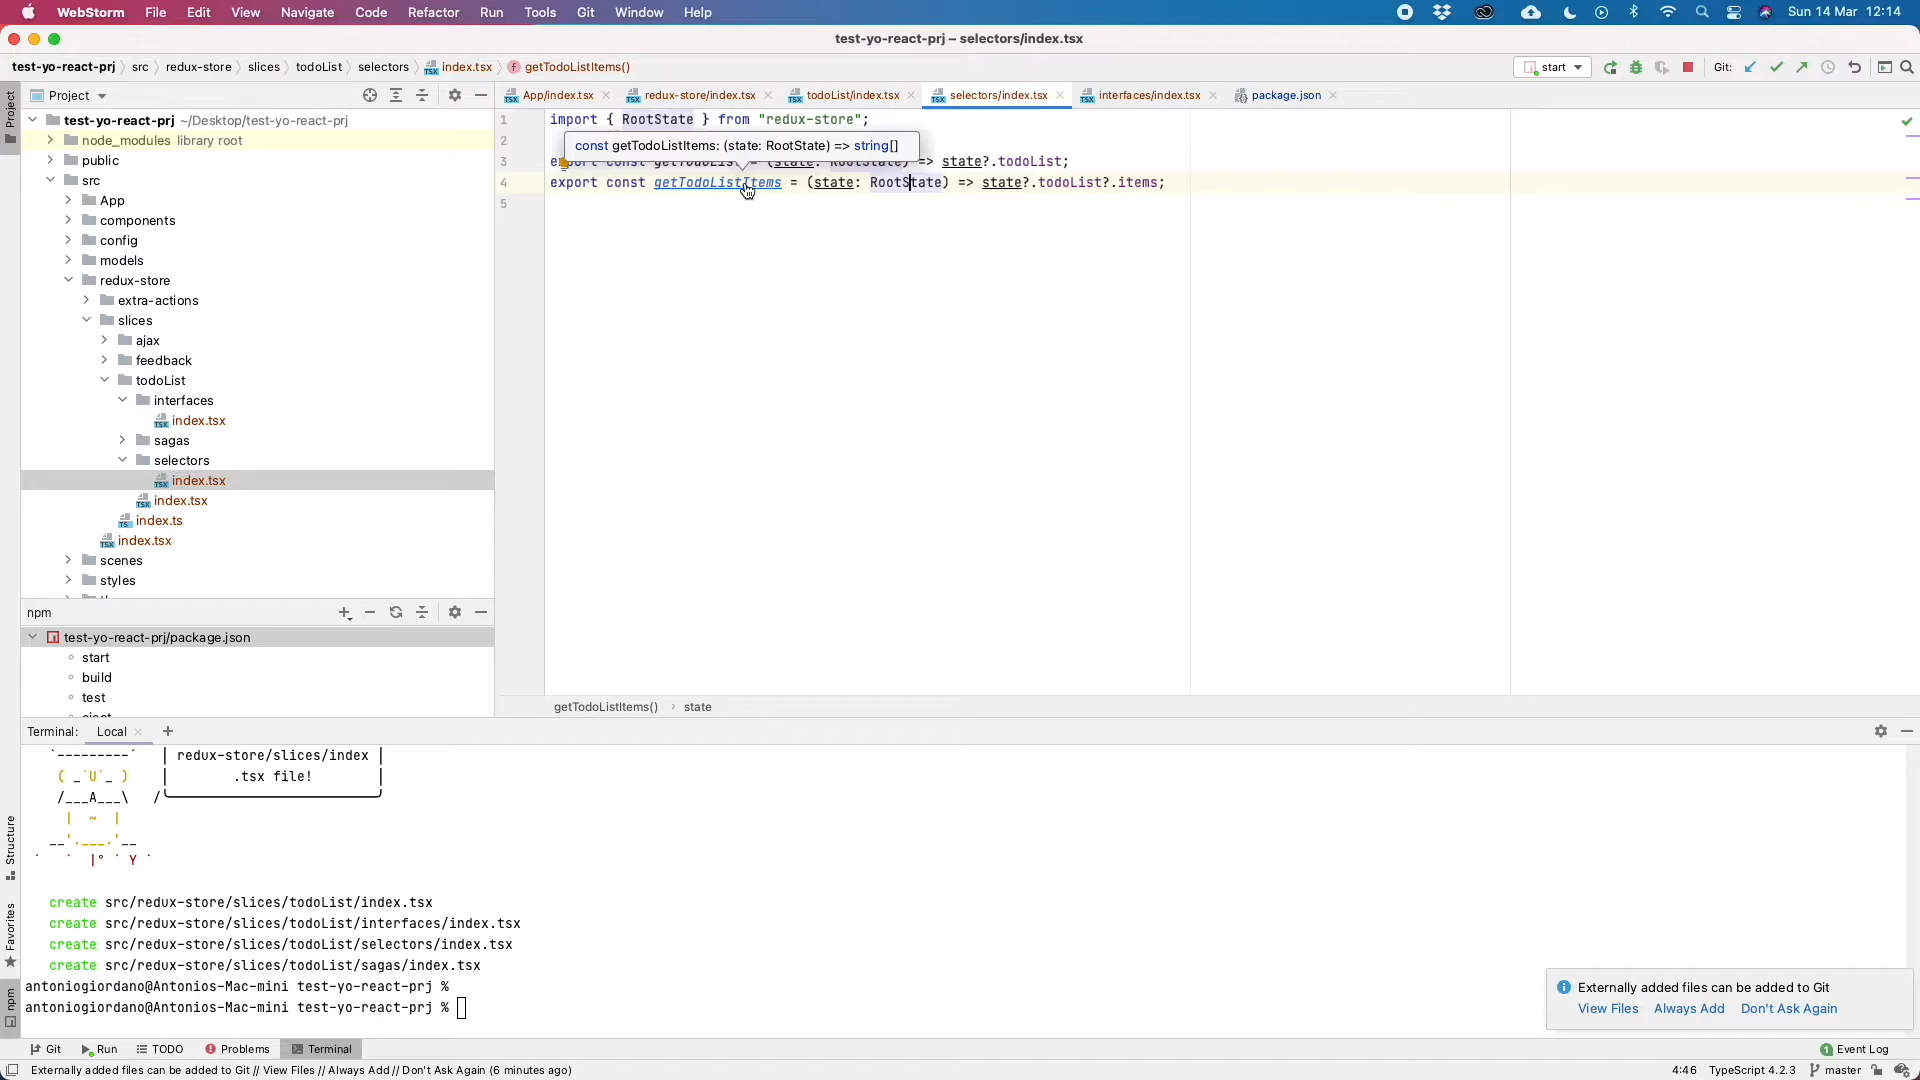 WebStorm File Edit View Navigate Code Refactor Run Tools Git Window Help Sun 14 Mar 12:14
test-yo-react-prj – selectors/index.tsx
test-yo-react-prj src redux-store slices todoList selectors index.tsx getTodoListItems() start Git:
Project App/index.tsx redux-store/index.tsx todoList/index.tsx selectors/index.tsx interfaces/index.tsx package.json
Project
test-yo-react-prj ~/Desktop/test-yo-react-prj
node_modules library root
public
src
App
components
config
models
redux-store
extra-actions
slices
ajax
feedback
todoList
interfaces
index.tsx
sagas
selectors
index.tsx
index.tsx
index.ts
index.tsx
scenes
styles
1 import { RootState } from "redux-store";
2
const getTodoListItems: (state: RootState) => string[]
3 export const getTodoList = (state: RootState) => state?.todoList;
4 export const getTodoListItems = (state: RootState) => state?.todoList?.items;
5
getTodoListItems() state
npm
test-yo-react-prj/package.json
start
build
test
eject
Structure
Favorites
npm
Terminal: Local
redux-store/slices/index
.tsx file!
create src/redux-store/slices/todoList/index.tsx
create src/redux-store/slices/todoList/interfaces/index.tsx
create src/redux-store/slices/todoList/selectors/index.tsx
create src/redux-store/slices/todoList/sagas/index.tsx
antoniogiordano@Antonios-Mac-mini test-yo-react-prj %
antoniogiordano@Antonios-Mac-mini test-yo-react-prj %
Externally added files can be added to Git
View Files Always Add Don't Ask Again
Git Run TODO Problems Terminal 1 Event Log
Externally added files can be added to Git // View Files // Always Add // Don't Ask Again (6 minutes ago) 4:46 TypeScript 4.2.3 master